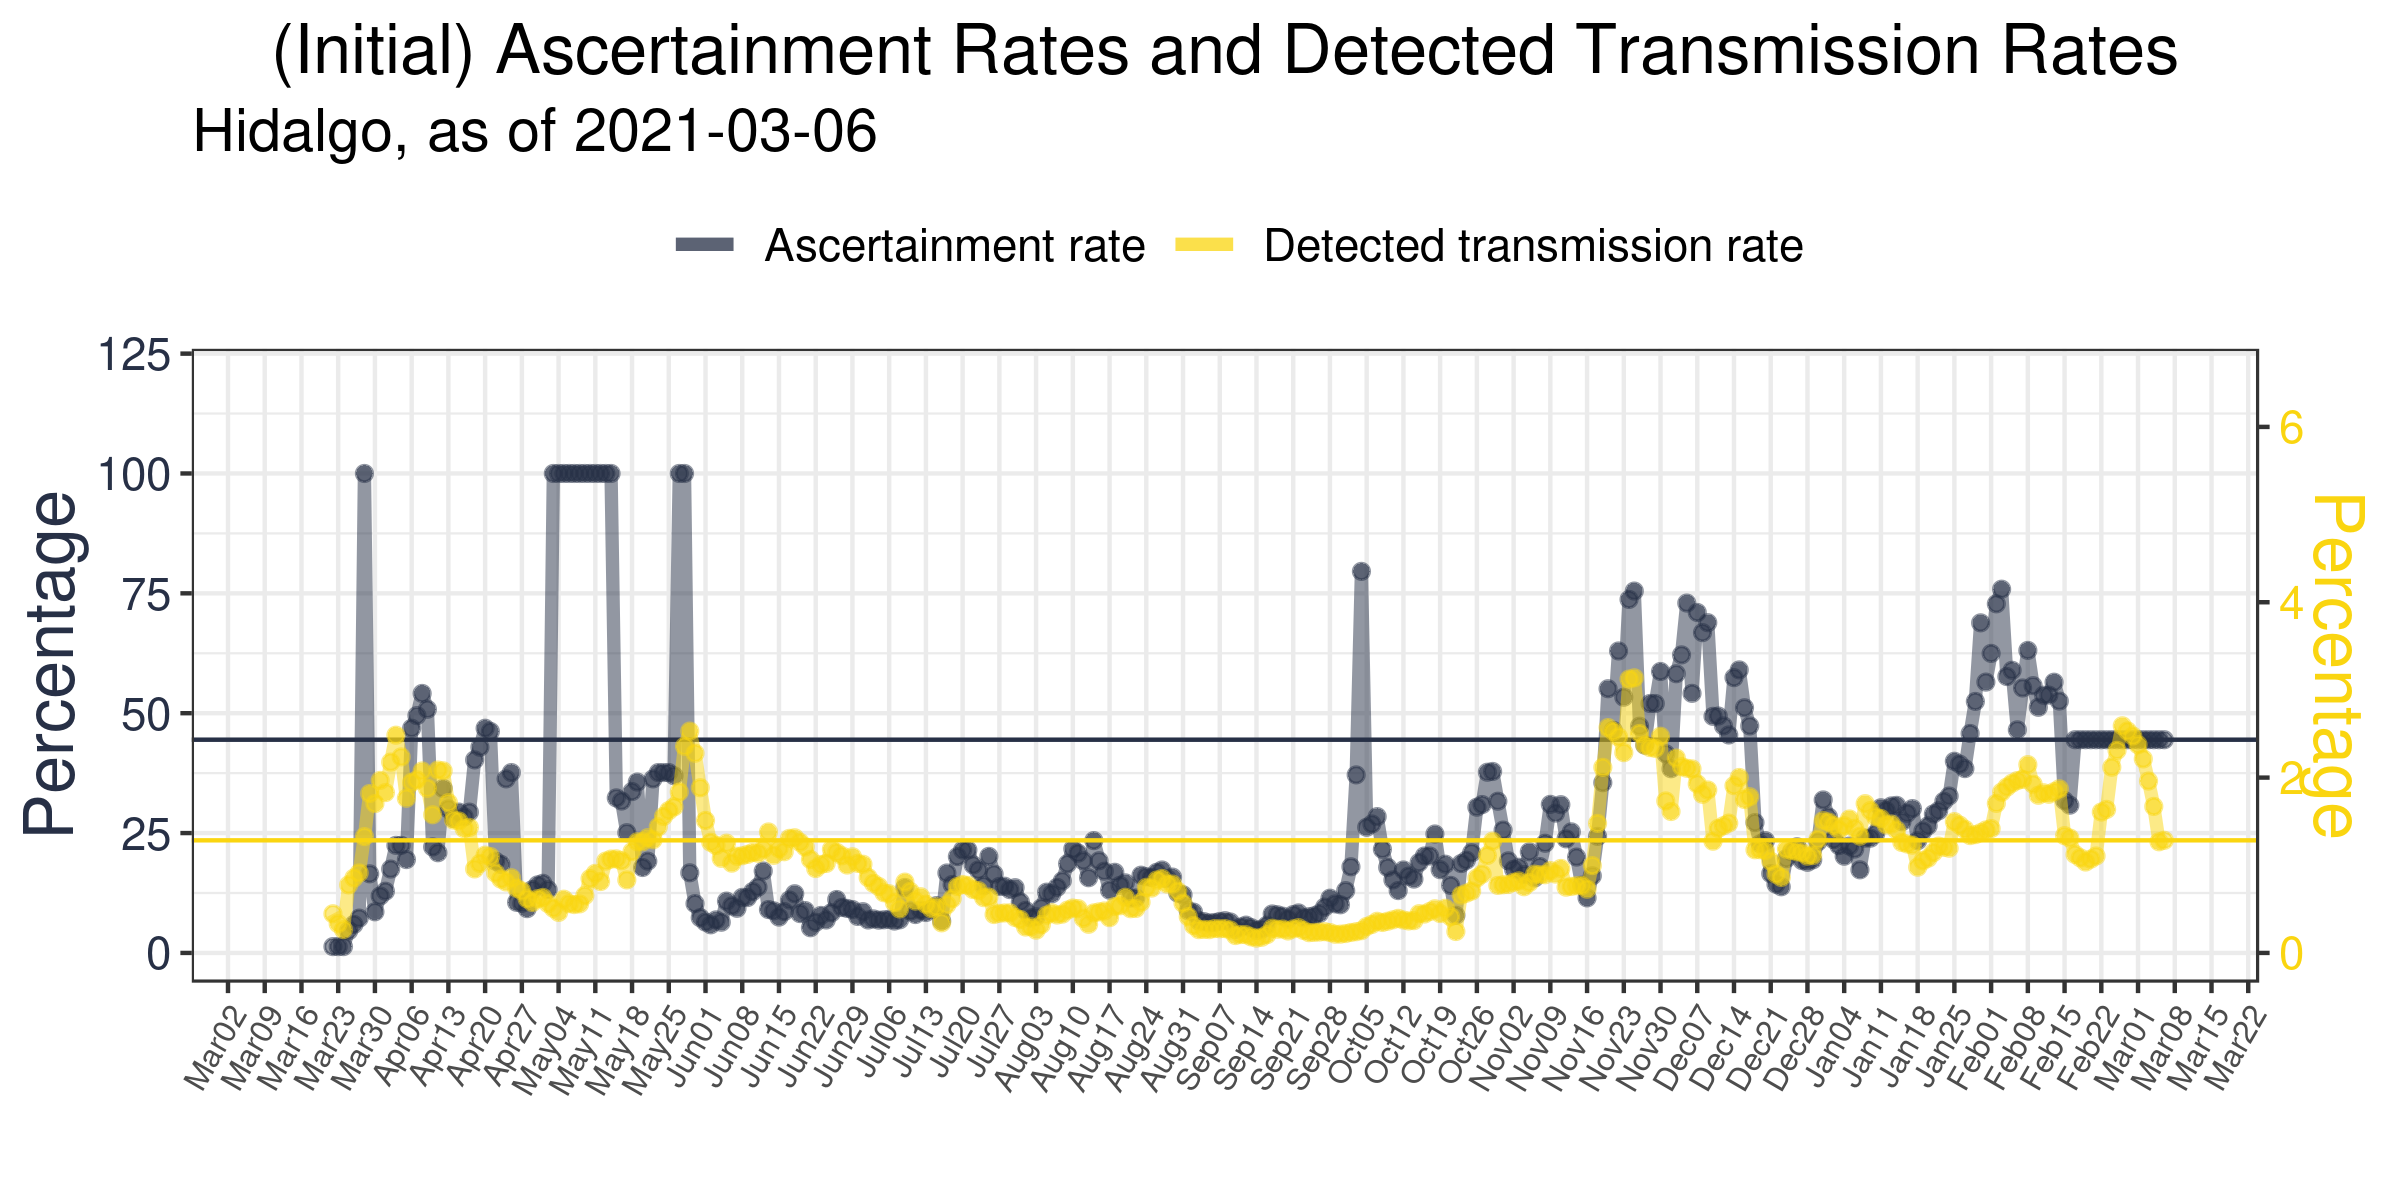 (Initial) Ascertainment Rates and Detected Transmission Rates
Hidalgo, as of 2021-03-06
Ascertainment rate
Detected transmission rate
Percentage
125
100
75
50
25
0
6
4
2
0
Percentage
Mar02
Mar09
Mar16
Mar23
Mar30
Apr06
Apr13
Apr20
Apr27
May04
May11
May18
May25
Jun01
Jun08
Jun15
Jun22
Jun29
Jul06
Jul13
Jul20
Jul27
Aug03
Aug10
Aug17
Aug24
Aug31
Sep07
Sep14
Sep21
Sep28
Oct05
Oct12
Oct19
Oct26
Nov02
Nov09
Nov16
Nov23
Nov30
Dec07
Dec14
Dec21
Dec28
Jan04
Jan11
Jan18
Jan25
Feb01
Feb08
Feb15
Feb22
Mar01
Mar08
Mar15
Mar22